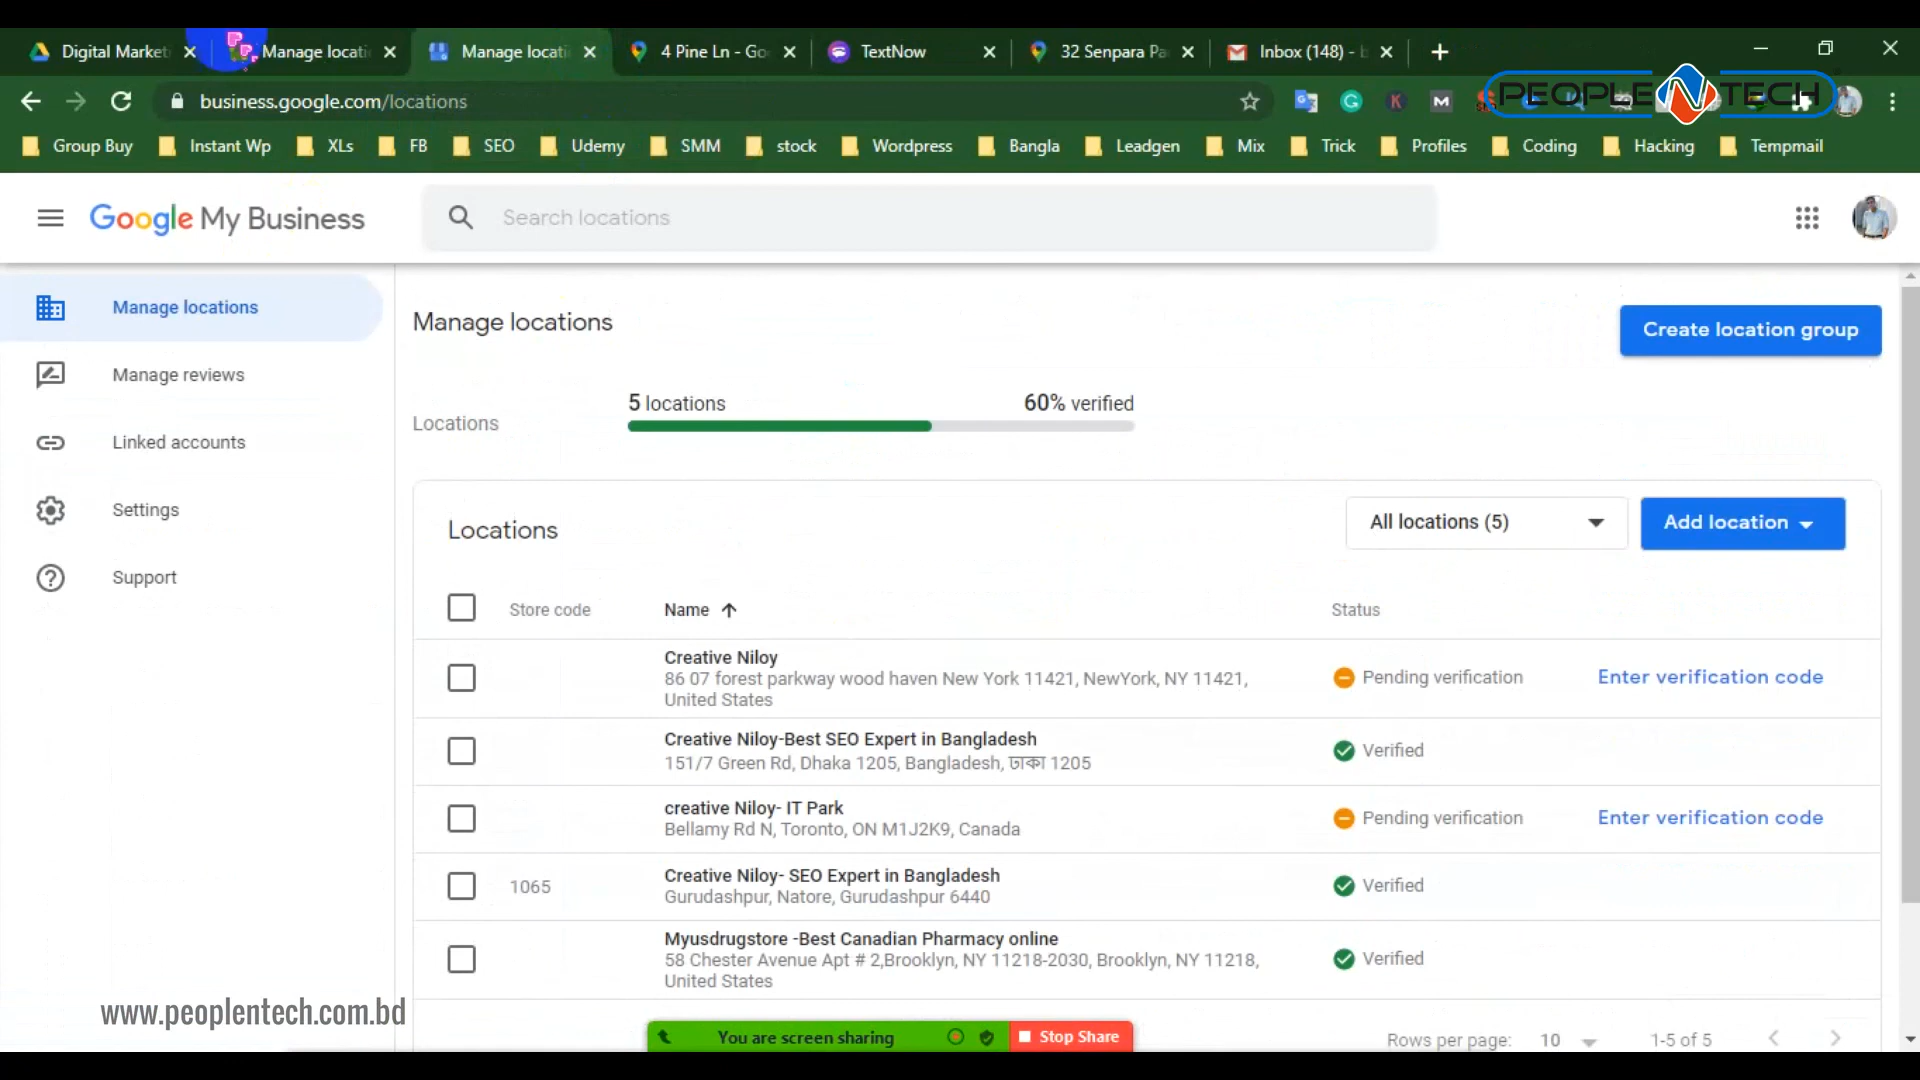 Digital Market
Manage locati
Manage locati
4 Pine Ln - Go
TextNow
32 Senpara Pa
Inbox (148) - b
business.google.com/locations
PEOPLE N TECH
Group Buy
Instant Wp
XLs
FB
SEO
Udemy
SMM
stock
Wordpress
Bangla
Leadgen
Mix
Trick
Profiles
Coding
Hacking
Tempmail
Google My Business
Search locations
Manage locations
Manage reviews
Linked accounts
Settings
Support
Manage locations
Create location group
Locations
5 locations
60% verified
Locations
All locations (5)
Add location
Store code
Name
Status
Creative Niloy
86 07 forest parkway wood haven New York 11421, NewYork, NY 11421,
United States
Pending verification
Enter verification code
Creative Niloy-Best SEO Expert in Bangladesh
151/7 Green Rd, Dhaka 1205, Bangladesh, ঢাকা 1205
Verified
creative Niloy- IT Park
Bellamy Rd N, Toronto, ON M1J2K9, Canada
Pending verification
Enter verification code
1065
Creative Niloy- SEO Expert in Bangladesh
Gurudashpur, Natore, Gurudashpur 6440
Verified
Myusdrugstore -Best Canadian Pharmacy online
58 Chester Avenue Apt # 2,Brooklyn, NY 11218-2030, Brooklyn, NY 11218,
United States
Verified
www.peoplentech.com.bd
You are screen sharing
Stop Share
Rows per page:
10
1-5 of 5